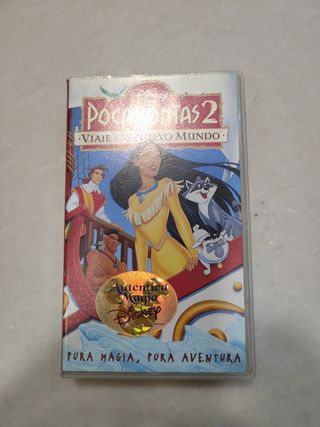 POCAHONTAS 2
· VIAJE A UN NUEVO MUNDO ·
Auténtica
Magia
DISNEY
PURA MAGIA, PURA AVENTURA